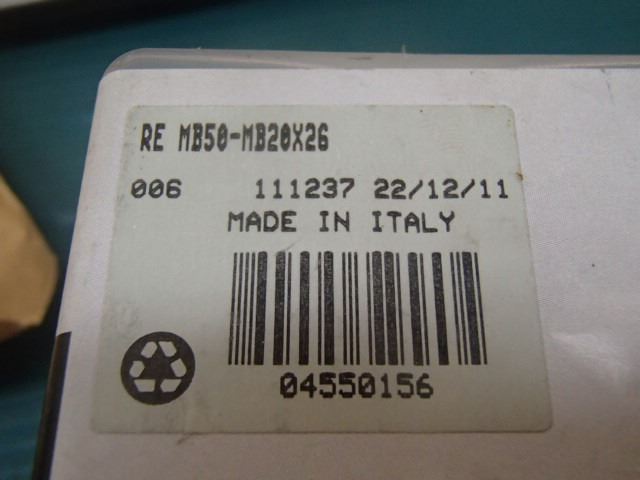 RE MB50-MB20X26
006 111237 22/12/11
MADE IN ITALY
04550156